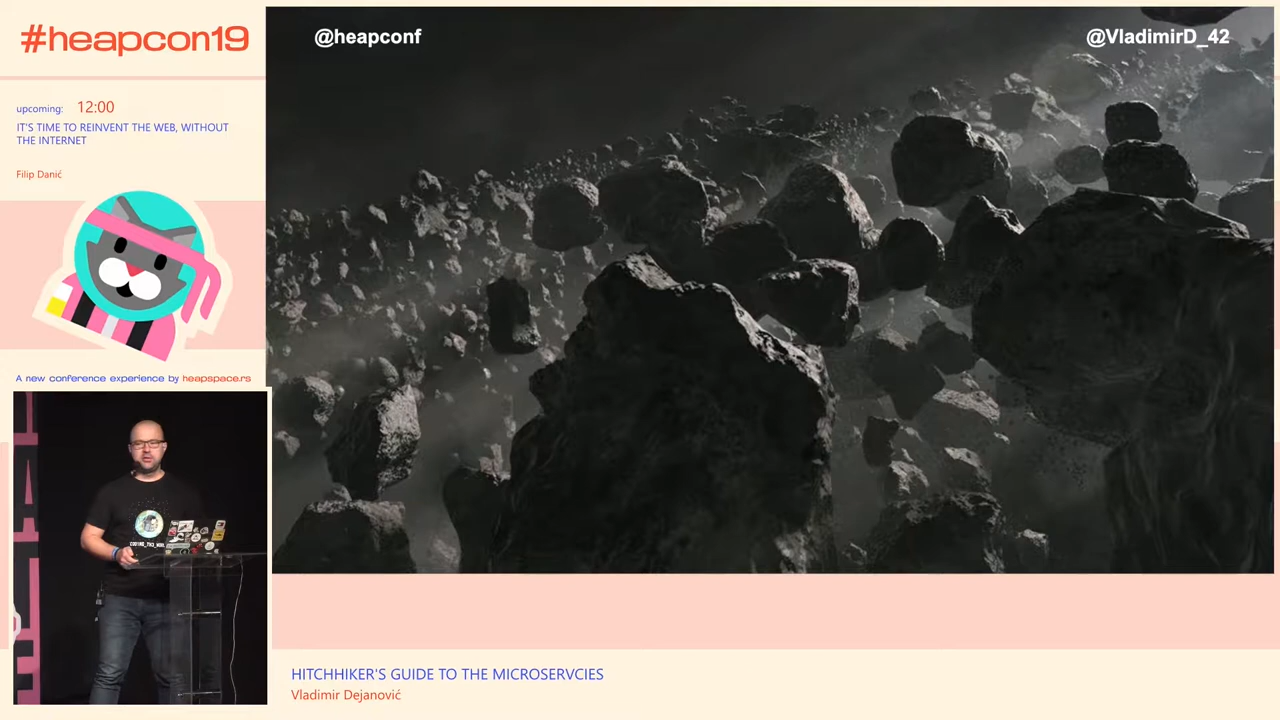 #heapcon19
upcoming: 12:00
IT'S TIME TO REINVENT THE WEB, WITHOUT
THE INTERNET
Filip Danić
A new conference experience by heapspace.rs
@heapconf
@VladimirD_42
HITCHHIKER'S GUIDE TO THE MICROSERVCIES
Vladimir Dejanović